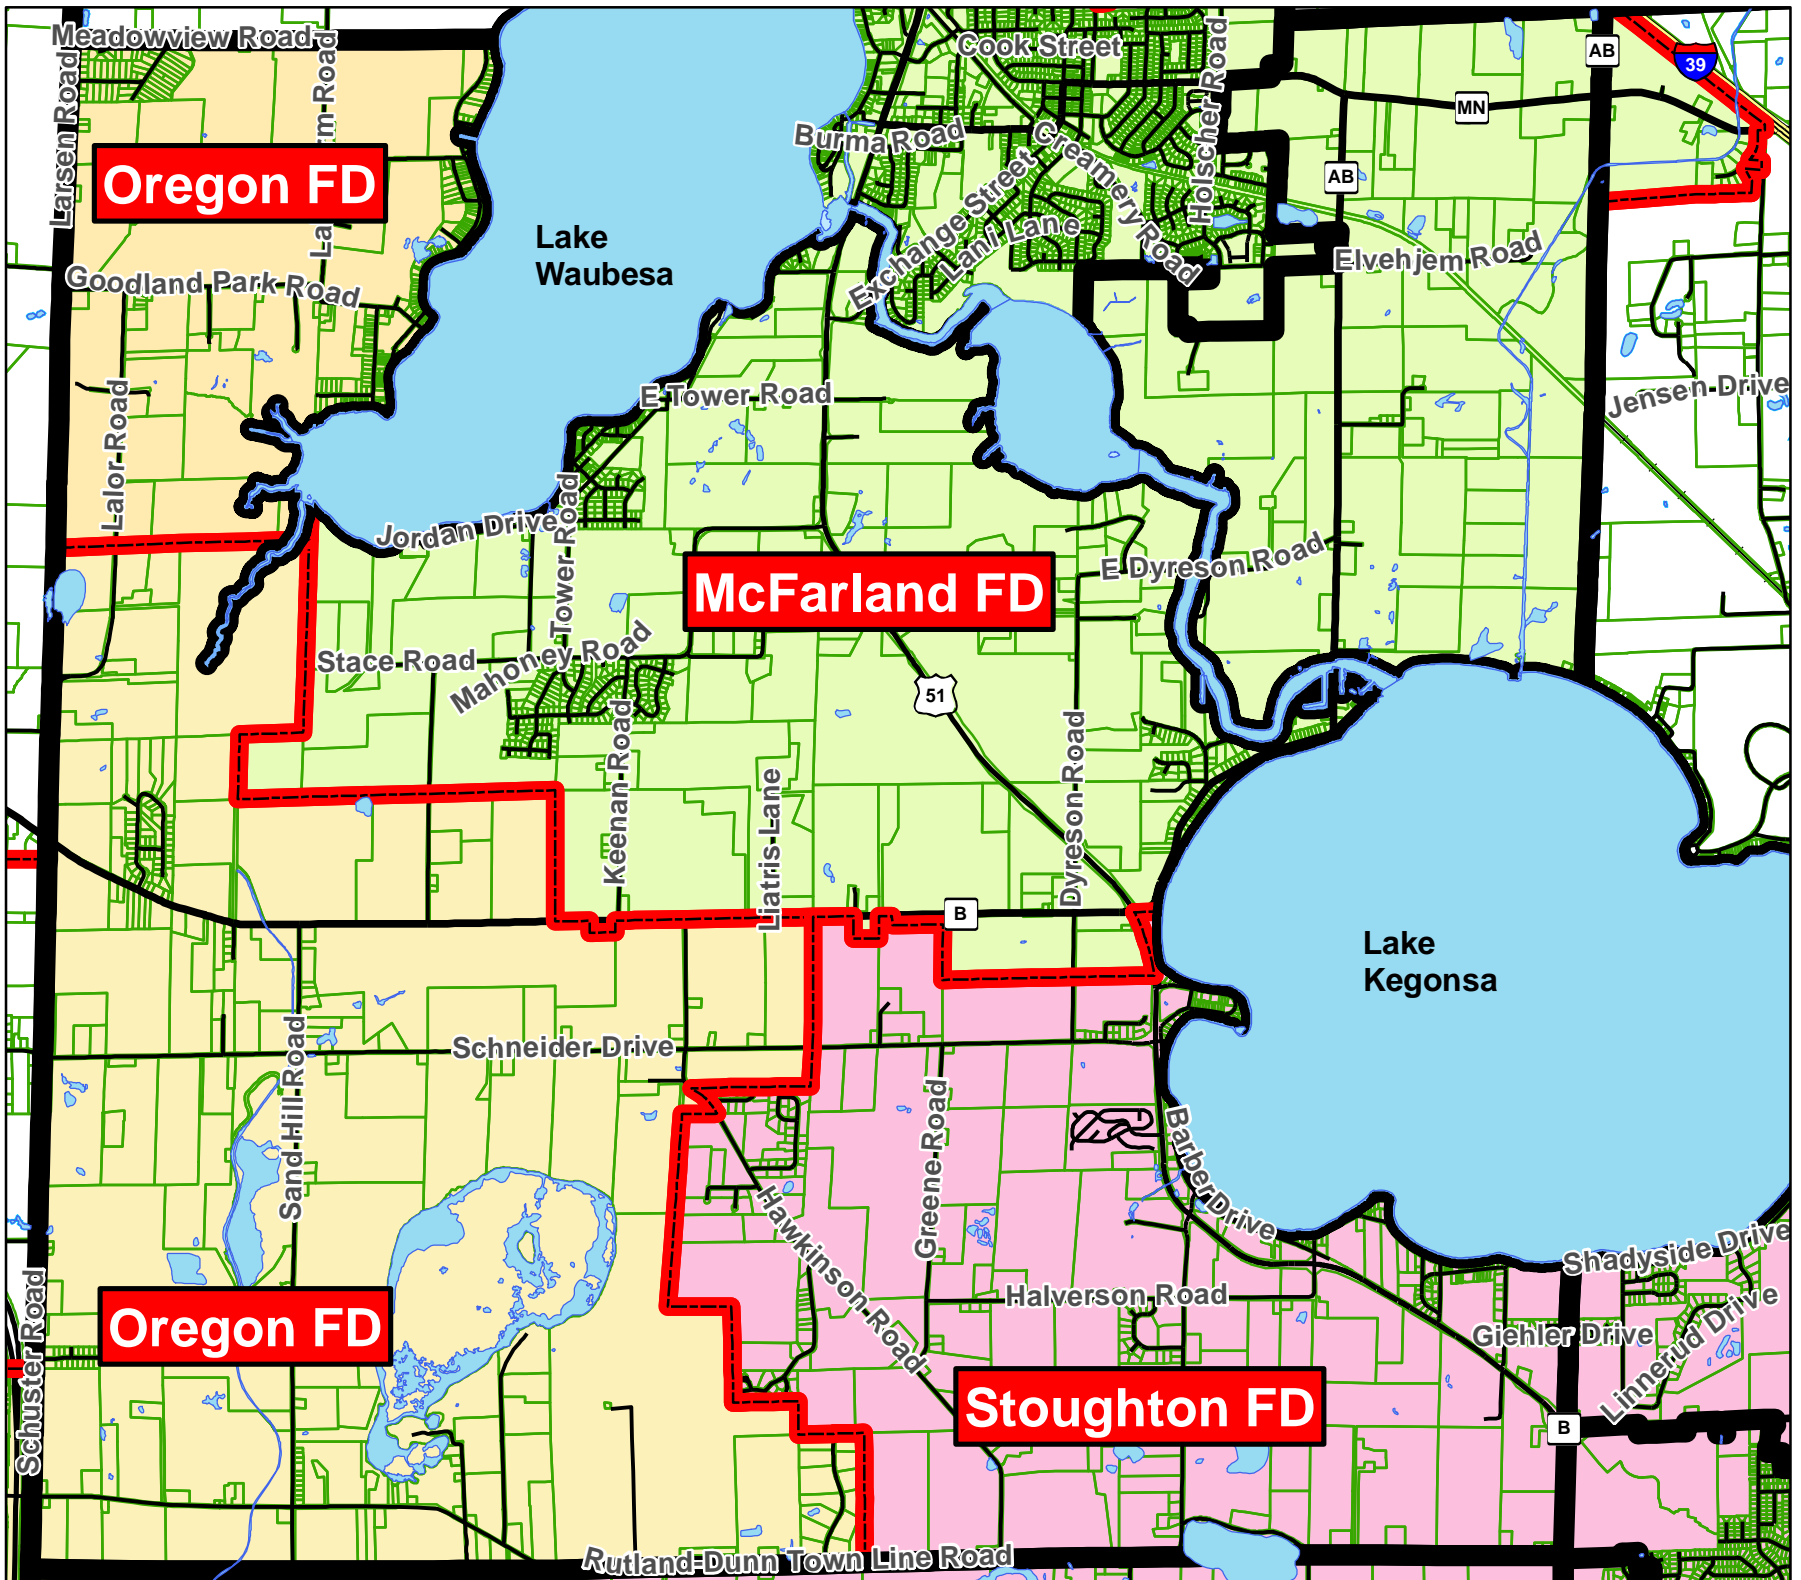 Meadowview Road
Cook Street
Larsen Road
La
rm Road
Holscher Road
AB
39
MN
Burma Road
Creamery Road
Oregon FD
AB
Exchange Street
Lani Lane
Lake
Waubesa
Elvehjem Road
Goodland Park Road
E Tower Road
Jensen Drive
Lalor Road
Jordan Drive
Tower Road
E Dyreson Road
McFarland FD
Stace Road
Mahoney Road
51
Keenan Road
Liatris Lane
Dyreson Road
B
Lake
Kegonsa
Schneider Drive
Sand Hill Road
Greene Road
Barber Drive
Hawkinson Road
Shadyside Drive
Halverson Road
Oregon FD
Schuster Road
Giehler Drive
Linnerud Drive
Stoughton FD
B
Rutland-Dunn Town Line Road